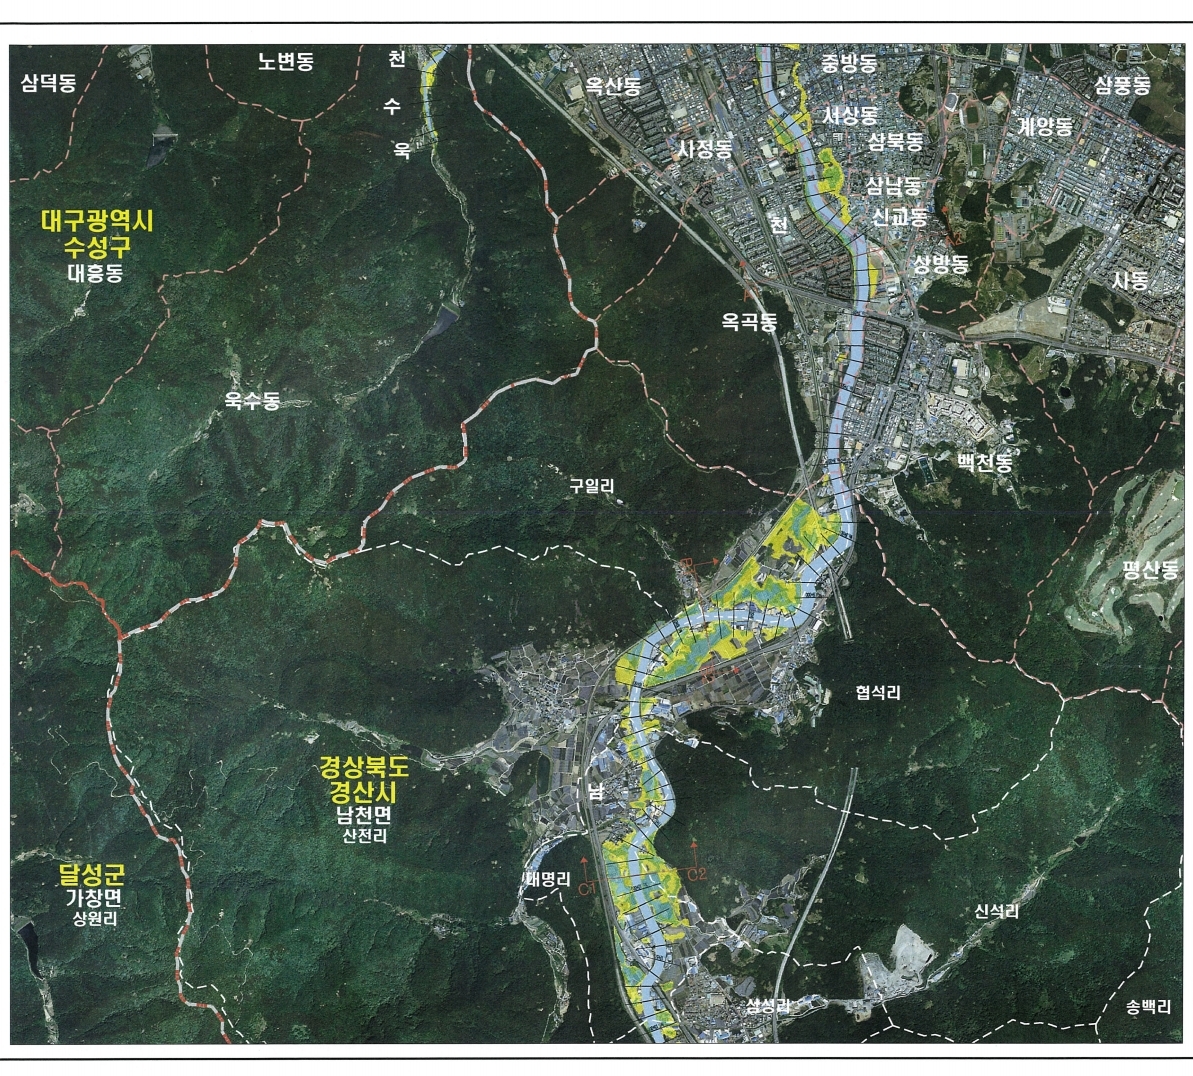 노변동
천
중방동
삼덕동
옥산동
삼풍동
수
서상동
계양동
삼북동
욱
사정동
삼남동
대구광역시
수성구
대흥동
천
신교동
상방동
사동
옥곡동
욱수동
백천동
구일리
평산동
협석리
경상북도
경산시
남천면
산전리
남
달성군
가창면
상원리
대명리
C1
C2
신석리
삼성리
송백리